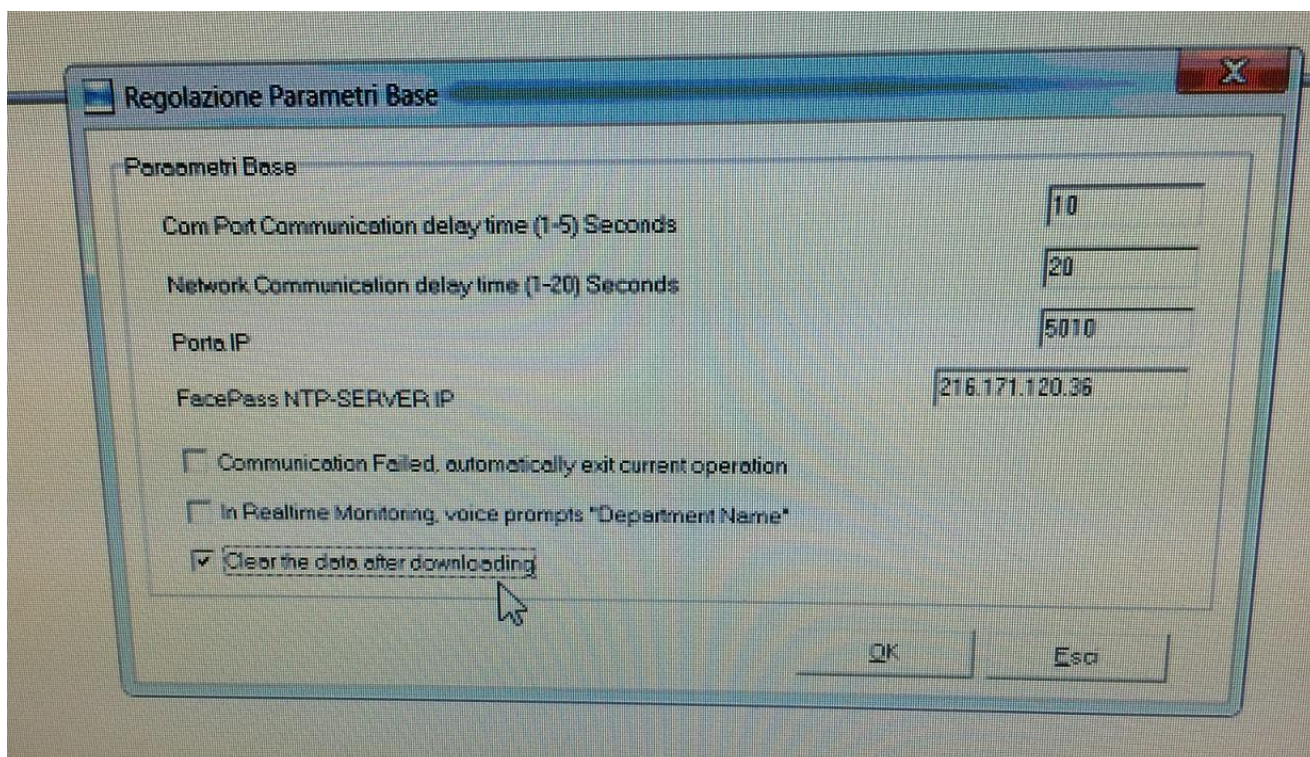 Regolazione Parametri Base
X
Parametri Base
Com Port Communication delay time (1-5) Seconds 10
Network Communication delay time (1-20) Seconds 20
Porta IP 5010
FacePass NTP-SERVER IP 216.171.120.36
Communication Failed, automatically exit current operation
In Realtime Monitoring, voice prompts "Department Name"
Clear the data after downloading
OK Esci